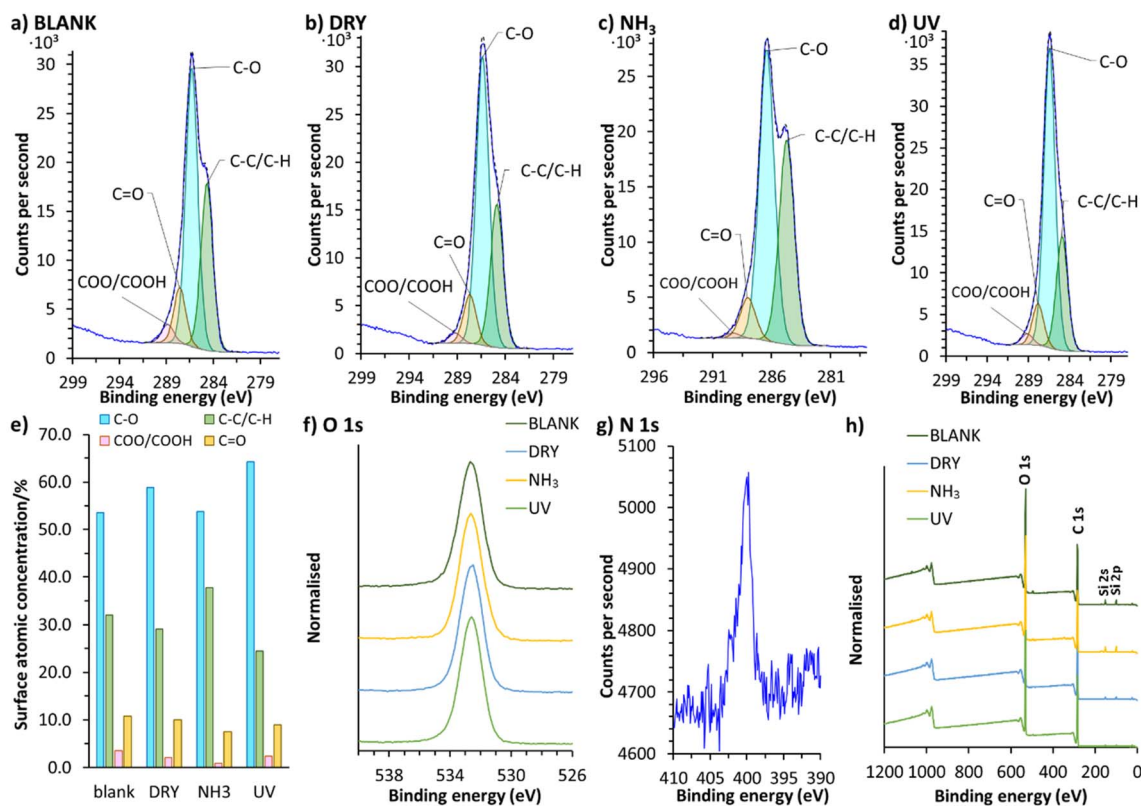 a) BLANK
·10³
30
25
20
15
10
5
0
Counts per second
C-O
C-C/C-H
C=O
COO/COOH
299 294 289 284 279
Binding energy (eV)
b) DRY
·10³
30
25
20
15
10
5
0
Counts per second
C-O
C-C/C-H
C=O
COO/COOH
299 294 289 284 279
Binding energy (eV)
c) NH₃
·10³
25
20
15
10
5
0
Counts per second
C-O
C-C/C-H
C=O
COO/COOH
296 291 286 281
Binding energy (eV)
d) UV
·10³
35
30
25
20
15
10
5
0
Counts per second
C-O
C-C/C-H
C=O
COO/COOH
299 294 289 284 279
Binding energy (eV)
e)
C-O C-C/C-H
COO/COOH C=O
70.0
60.0
50.0
40.0
30.0
20.0
10.0
0.0
Surface atomic concentration/%
blank DRY NH3 UV
f) O 1s
BLANK
DRY
NH₃
UV
Normalised
538 534 530 526
Binding energy (eV)
g) N 1s
5100
5000
4900
4800
4700
4600
Counts per second
410 405 400 395 390
Binding energy (eV)
h)
BLANK
DRY
NH₃
UV
O 1s
C 1s
Si 2s
Si 2p
Normalised
1200 1000 800 600 400 200 0
Binding energy (eV)